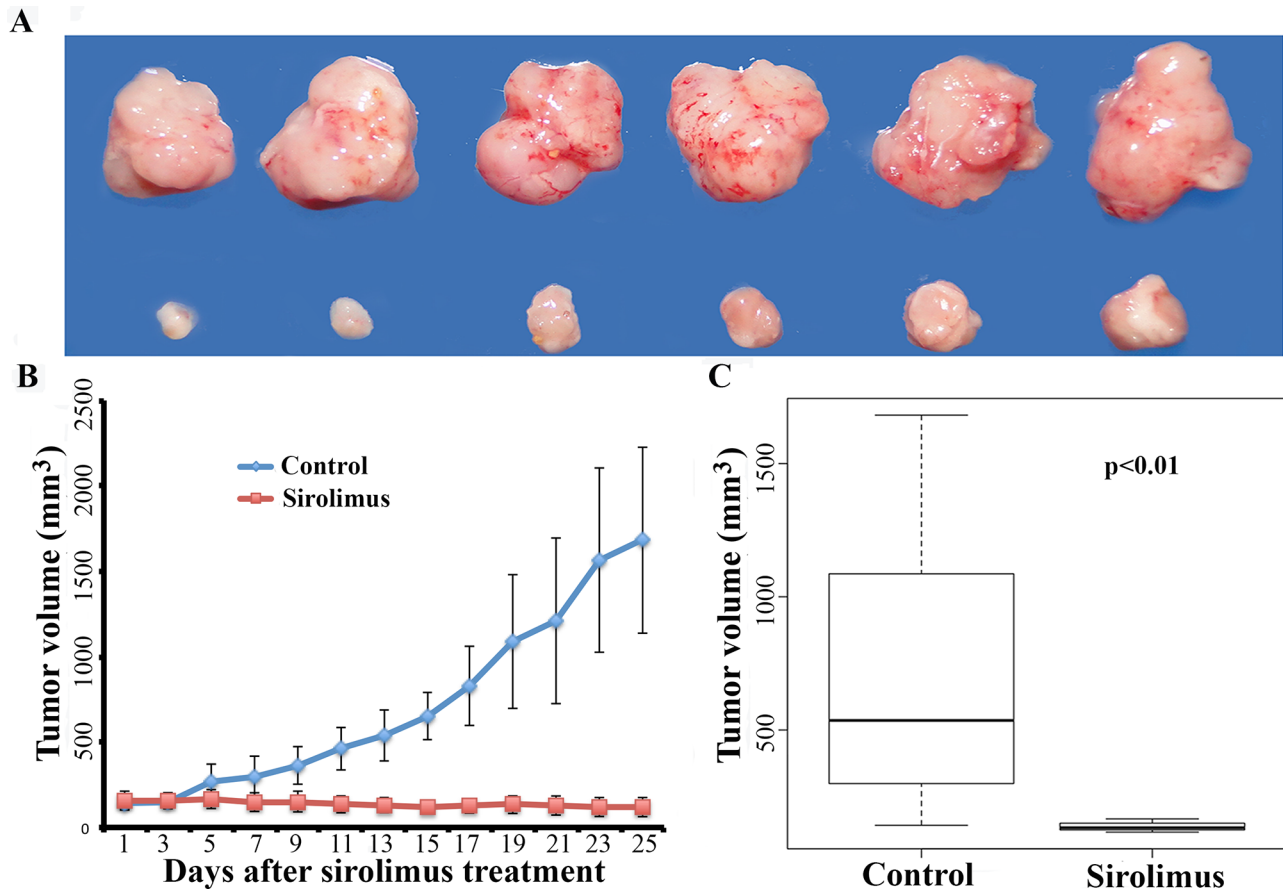 A
B
2500
2000
1500
1000
500
0
Tumor volume (mm³)
Control
Sirolimus
1 3 5 7 9 11 13 15 17 19 21 23 25
Days after sirolimus treatment
C
1500
1000
500
Tumor volume (mm³)
p<0.01
Control Sirolimus